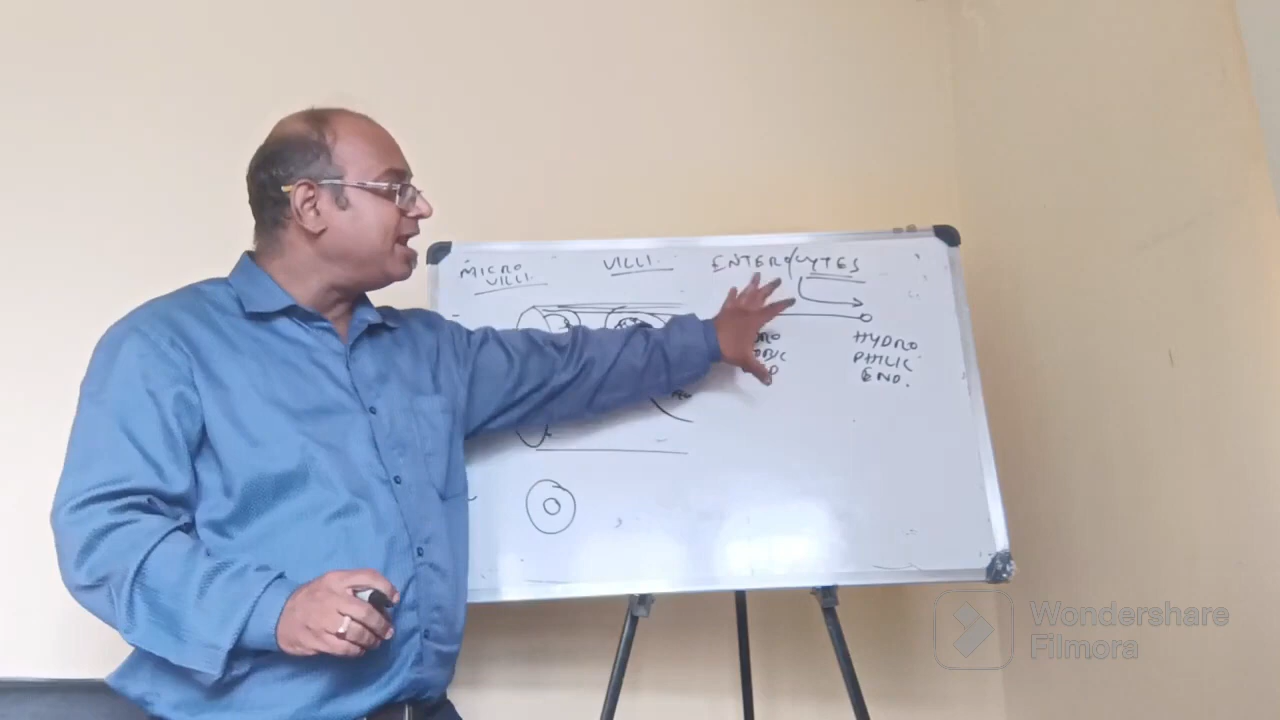 MICRO
VILLI.
VILLI.
ENTEROCYTES
HYDRO
PHILIC
END.
Wondershare
Filmora